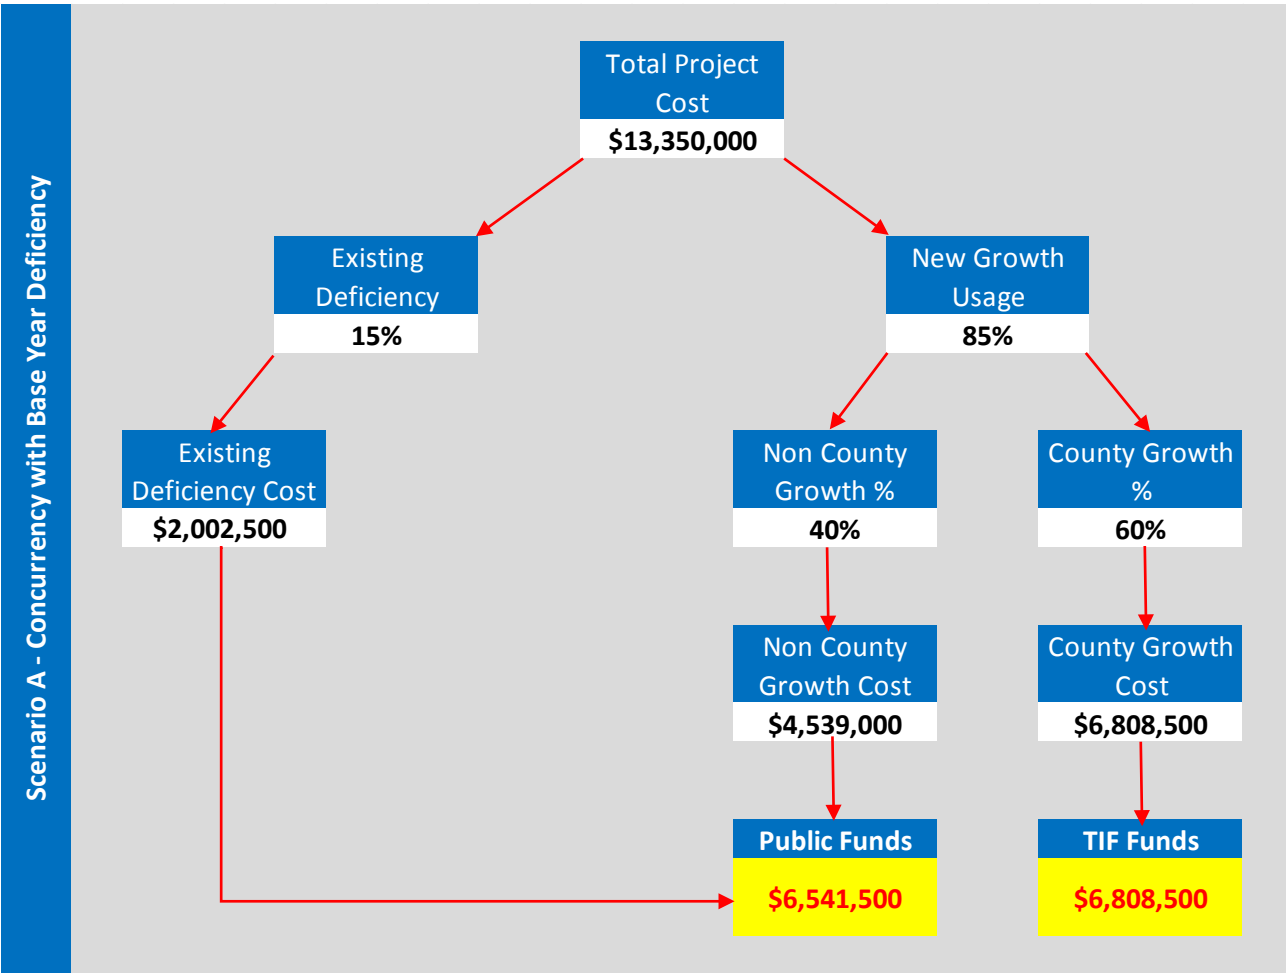 Scenario A - Concurrency with Base Year Deficiency
Total Project
Cost
$13,350,000
Existing
Deficiency
15%
New Growth
Usage
85%
Existing
Deficiency Cost
$2,002,500
Non County
Growth %
40%
County Growth
%
60%
Non County
Growth Cost
$4,539,000
County Growth
Cost
$6,808,500
Public Funds
$6,541,500
TIF Funds
$6,808,500